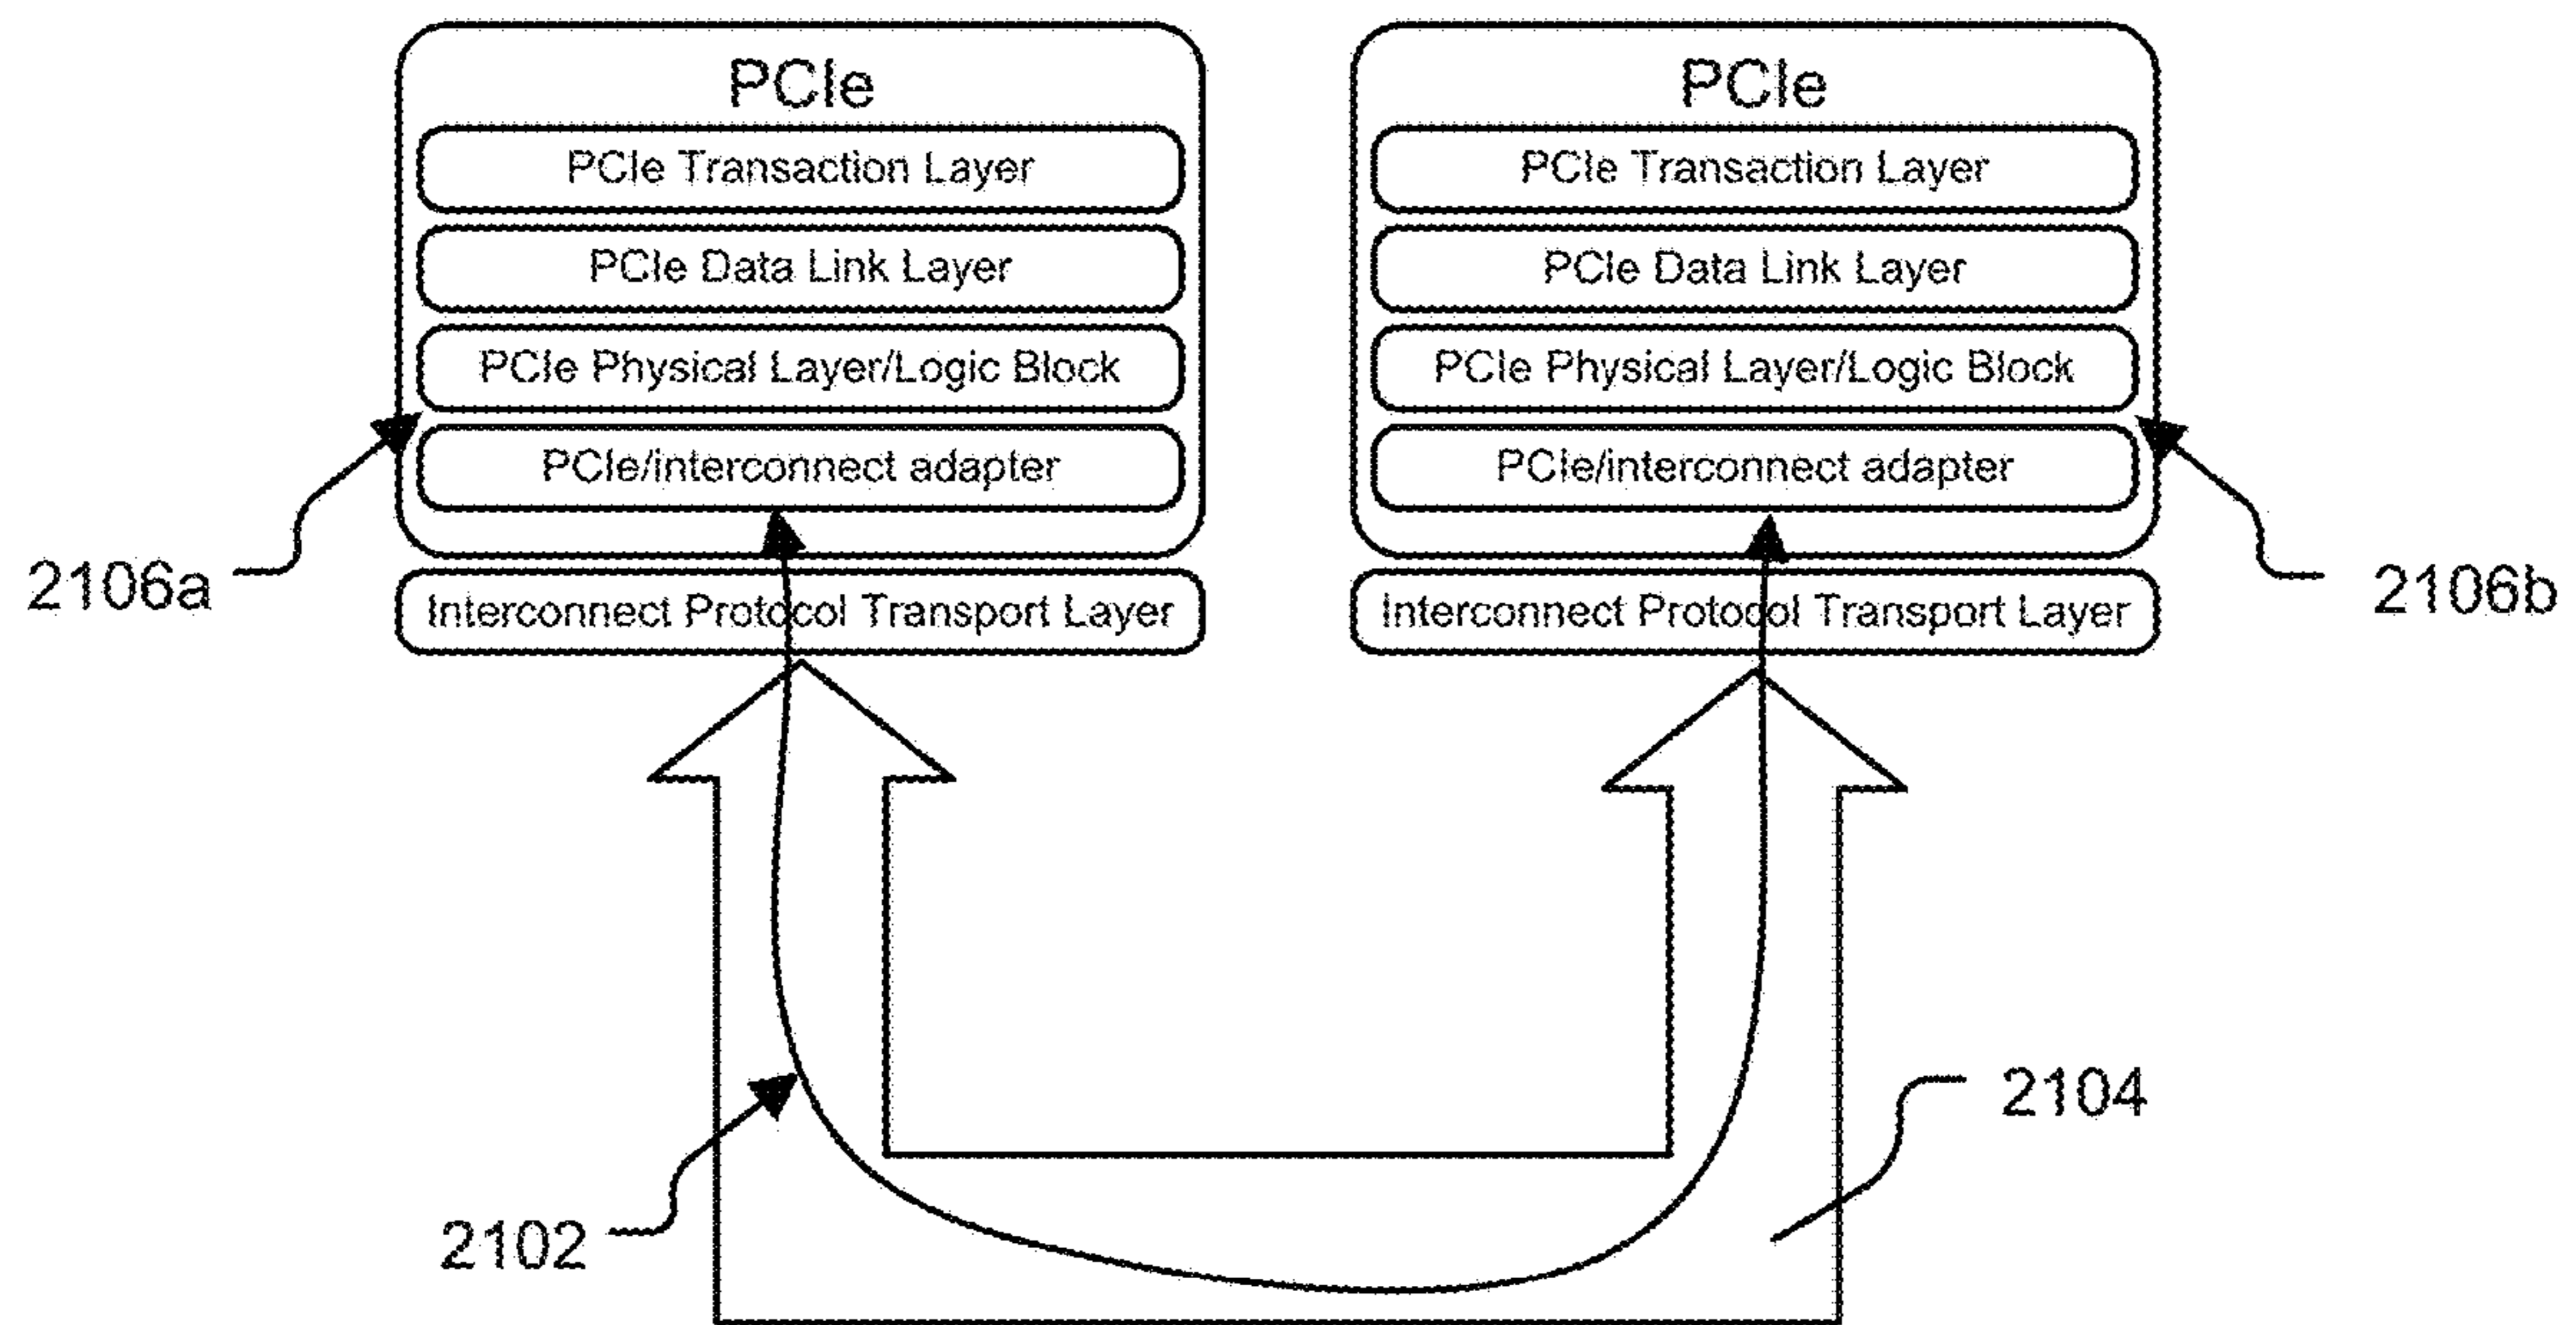 PCIe
PCIe Transaction Layer
PCIe Data Link Layer
PCIe Physical Layer/Logic Block
PCIe/interconnect adapter
Interconnect Protocol Transport Layer
2106a
PCIe
PCIe Transaction Layer
PCIe Data Link Layer
PCIe Physical Layer/Logic Block
PCIe/interconnect adapter
Interconnect Protocol Transport Layer
2106b
2104
2102